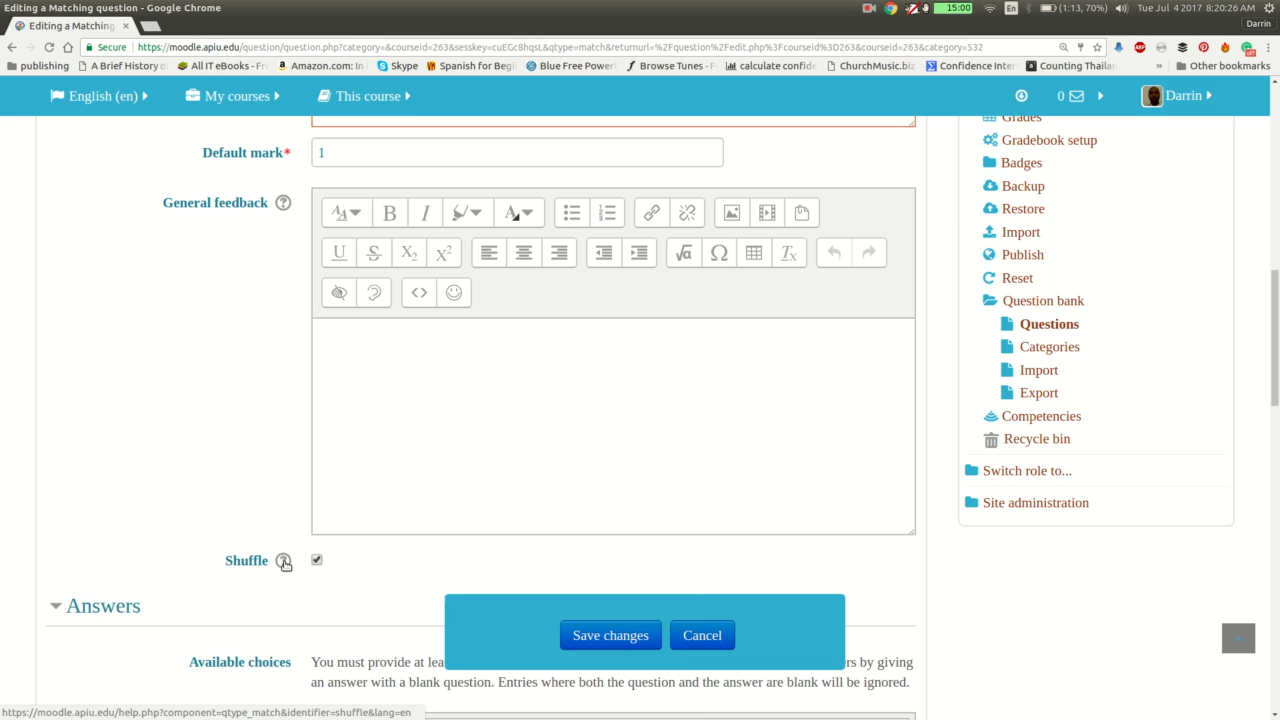 Editing a Matching question - Google Chrome
En
15:00
(1:13, 70%)
Tue Jul 4 2017 8:20:26 AM
Editing a Matching
Darrin
Secure
https://moodle.apiu.edu/question/question.php?category=&courseid=263&sesskey=cuEGc8hqsL&qtype=match&returnurl=%2Fquestion%2Fedit.php%3Fcourseid%3D263&courseid=263&category=532
publishing
A Brief History o
All IT eBooks - Fr
Amazon.com: In
Skype
Spanish for Begi
Blue Free Power
Browse Tunes - F
calculate confide
ChurchMusic.biz
Confidence Inter
Counting Thailan
»
Other bookmarks
English (en)
My courses
This course
0
Darrin
Grades
Default mark*
1
Gradebook setup
Badges
Backup
Restore
Import
Publish
Reset
Question bank
Questions
Categories
Import
Export
Competencies
Recycle bin
Switch role to...
Site administration
General feedback
Shuffle
Answers
Save changes
Cancel
Available choices
You must provide at lea
rs by giving
an answer with a blank question. Entries where both the question and the answer are blank will be ignored.
https://moodle.apiu.edu/help.php?component=qtype_match&identifier=shuffle&lang=en